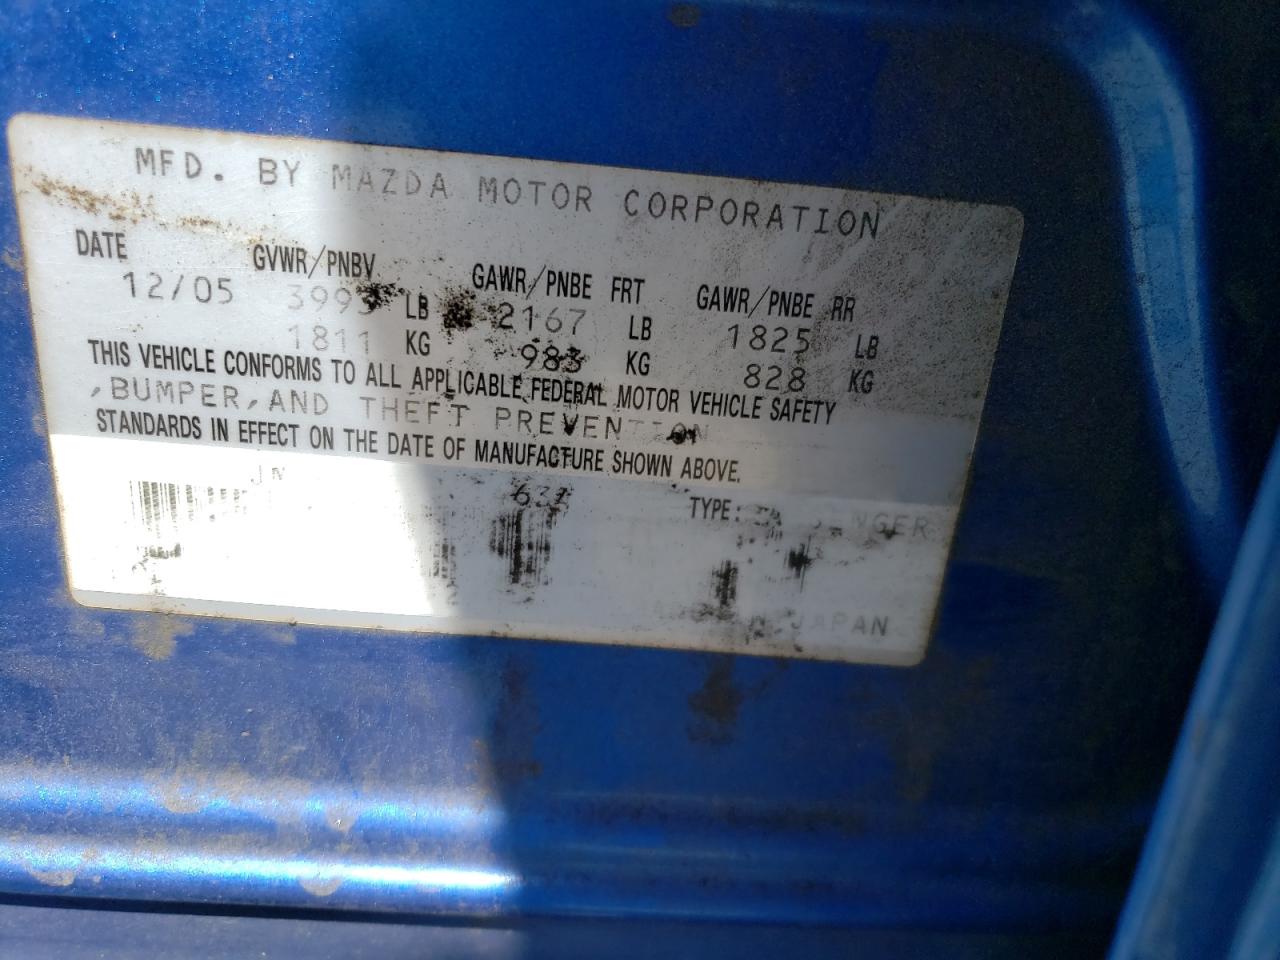 MFD. BY MAZDA MOTOR CORPORATION
DATE GVWR/PNBV GAWR/PNBE FRT GAWR/PNBE RR
12/05 LB 2167 LB 1825 LB
1811 KG 983 KG 828 KG
THIS VEHICLE CONFORMS TO ALL APPLICABLE FEDERAL MOTOR VEHICLE SAFETY
,BUMPER,AND THEFT PREVENTION
STANDARDS IN EFFECT ON THE DATE OF MANUFACTURE SHOWN ABOVE.
TYPE:
JAPAN